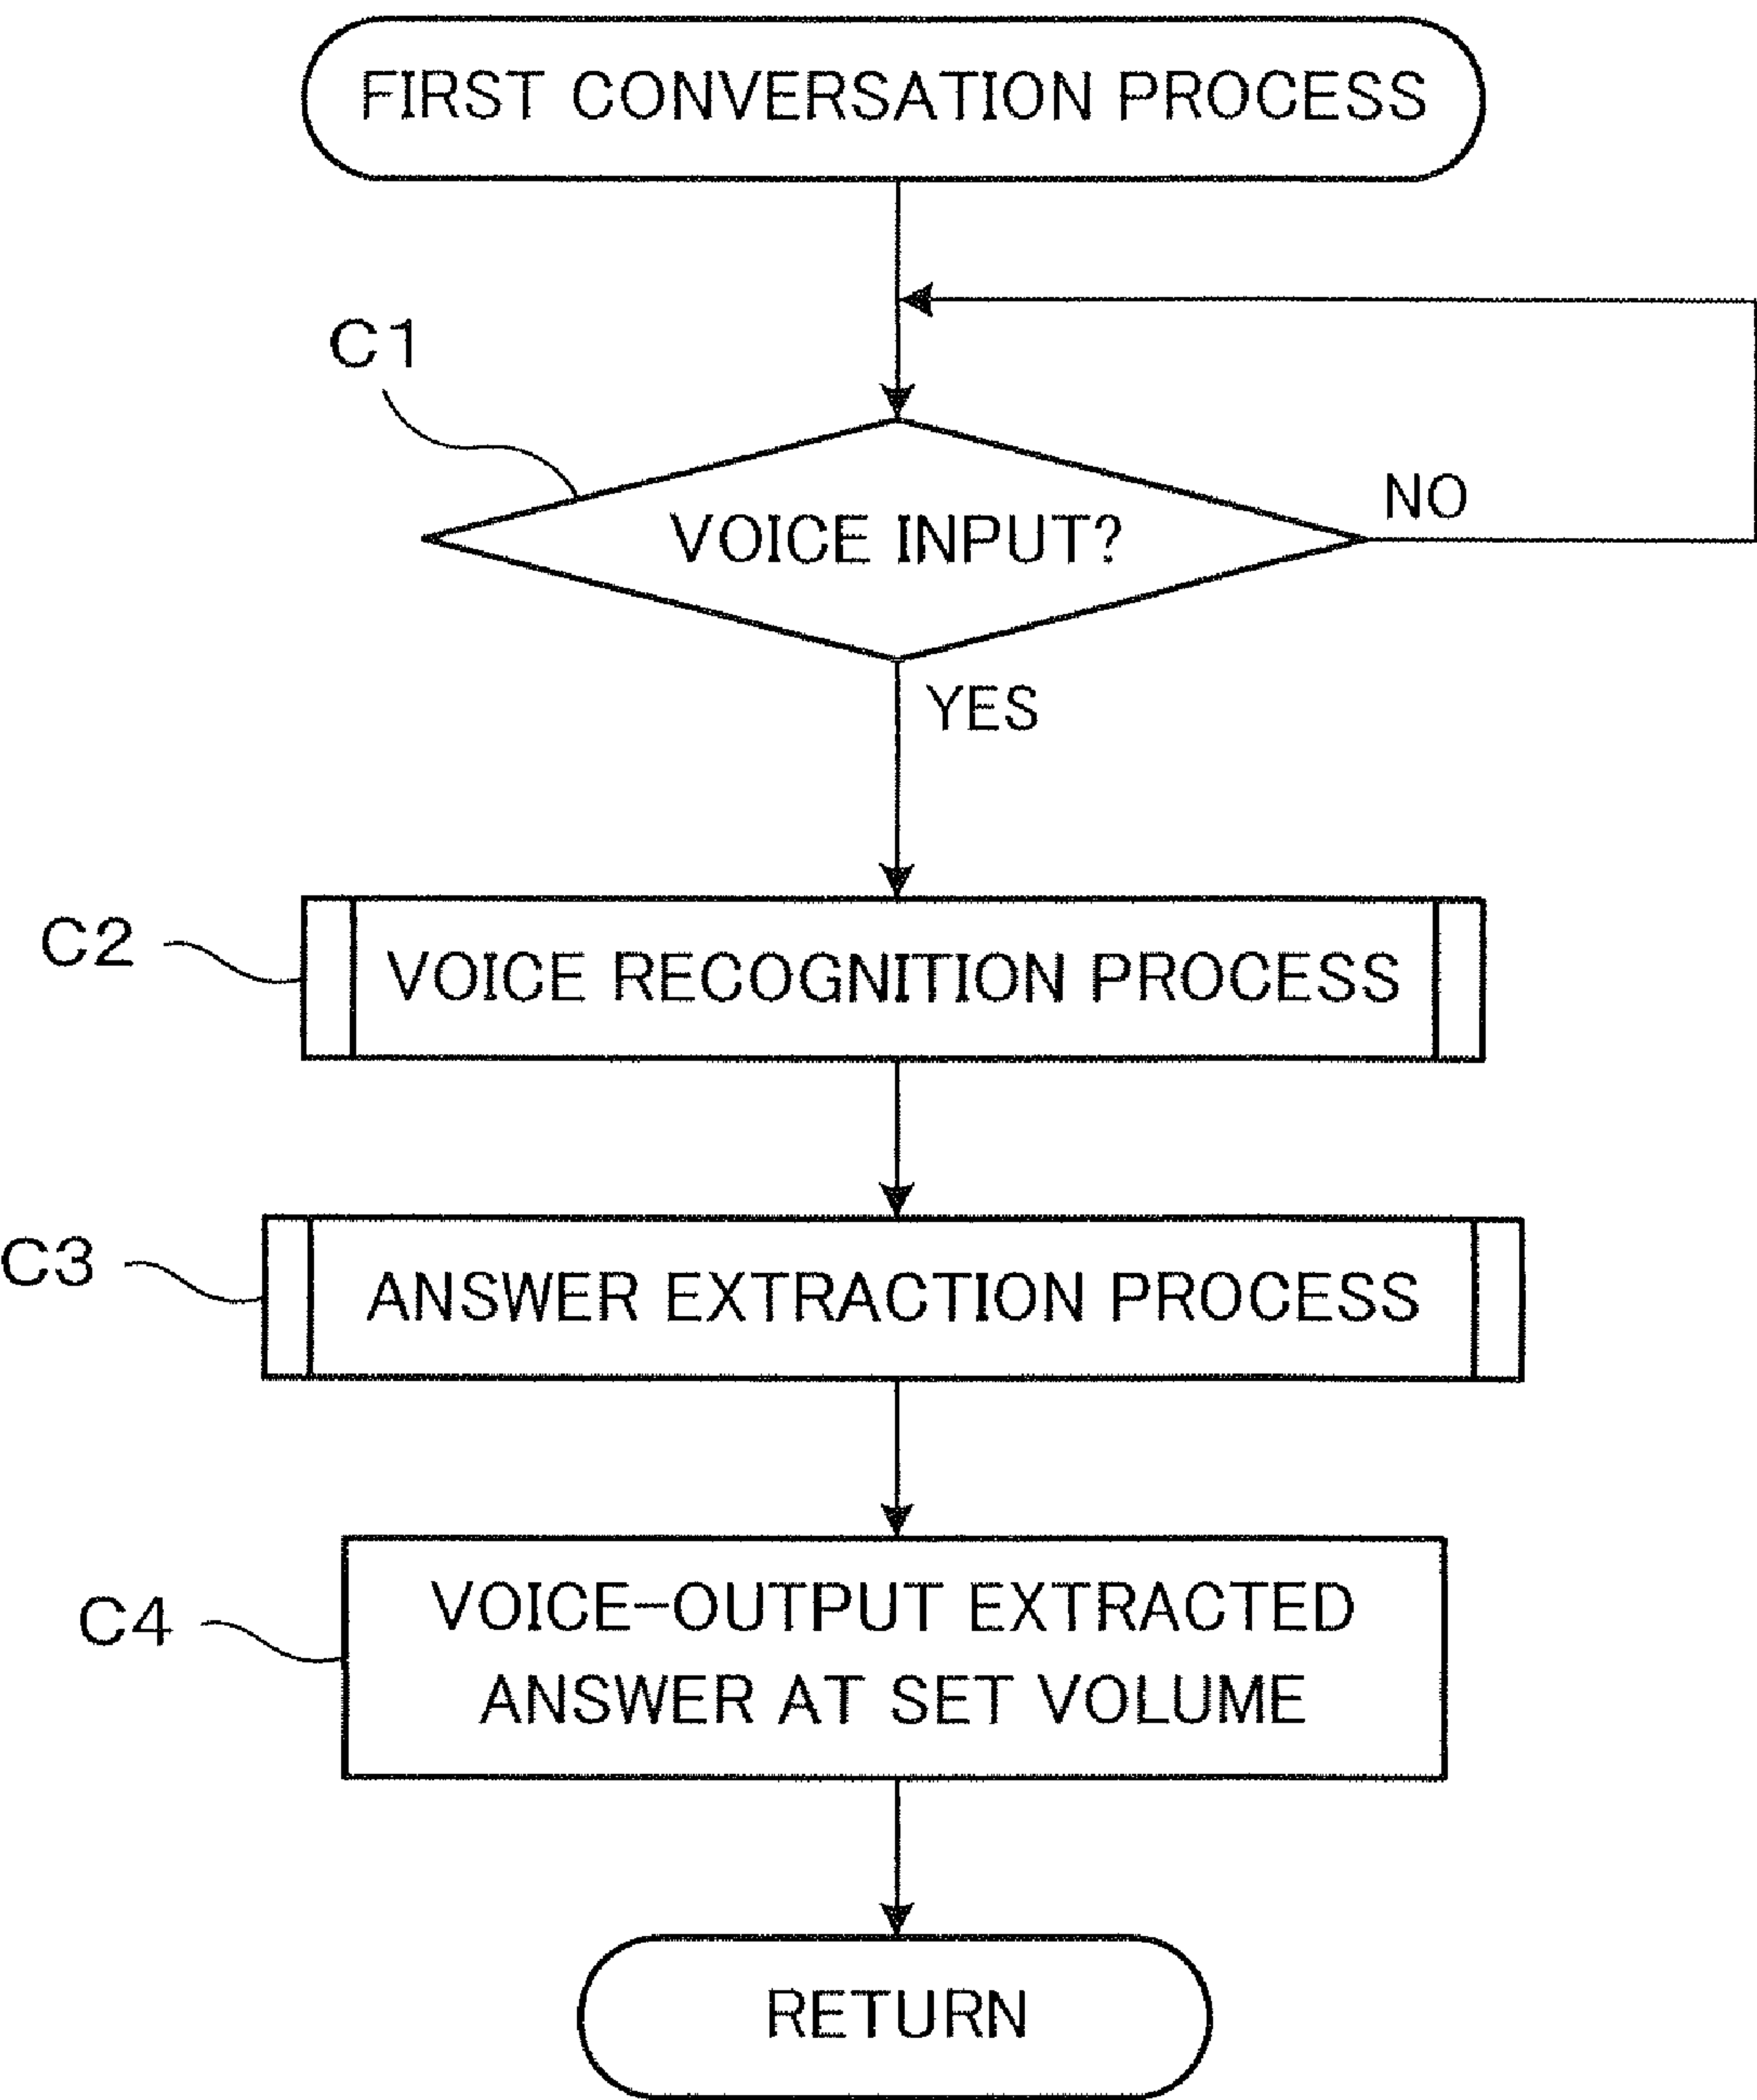 FIRST CONVERSATION PROCESS
C1
VOICE INPUT?
NO
YES
C2
VOICE RECOGNITION PROCESS
C3
ANSWER EXTRACTION PROCESS
C4
VOICE-OUTPUT EXTRACTED
ANSWER AT SET VOLUME
RETURN